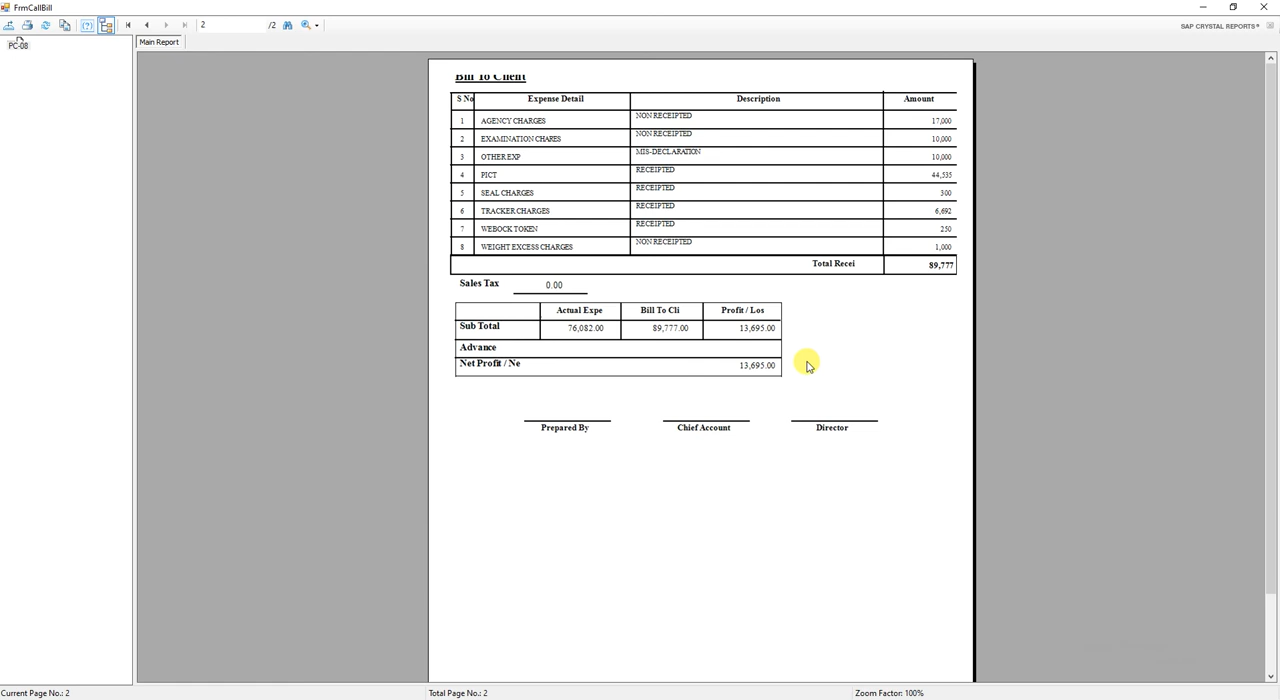 FrmCallBill
2 /2 SAP CRYSTAL REPORTS®
PC-08 Main Report
Bill To Client
S No Expense Detail Description Amount
1 AGENCY CHARGES NON RECEIPTED 17,000
2 EXAMINATION CHARES NON RECEIPTED 10,000
3 OTHER EXP MIS-DECLARATION 10,000
4 PICT RECEIPTED 44,535
5 SEAL CHARGES RECEIPTED 300
6 TRACKER CHARGES RECEIPTED 6,692
7 WEBOCK TOKEN RECEIPTED 250
8 WEIGHT EXCESS CHARGES NON RECEIPTED 1,000
Total Recei 89,777
Sales Tax 0.00
Actual Expe Bill To Cli Profit / Los
Sub Total 76,082.00 89,777.00 13,695.00
Advance
Net Profit / Ne 13,695.00
Prepared By Chief Account Director
Current Page No.: 2 Total Page No.: 2 Zoom Factor: 100%